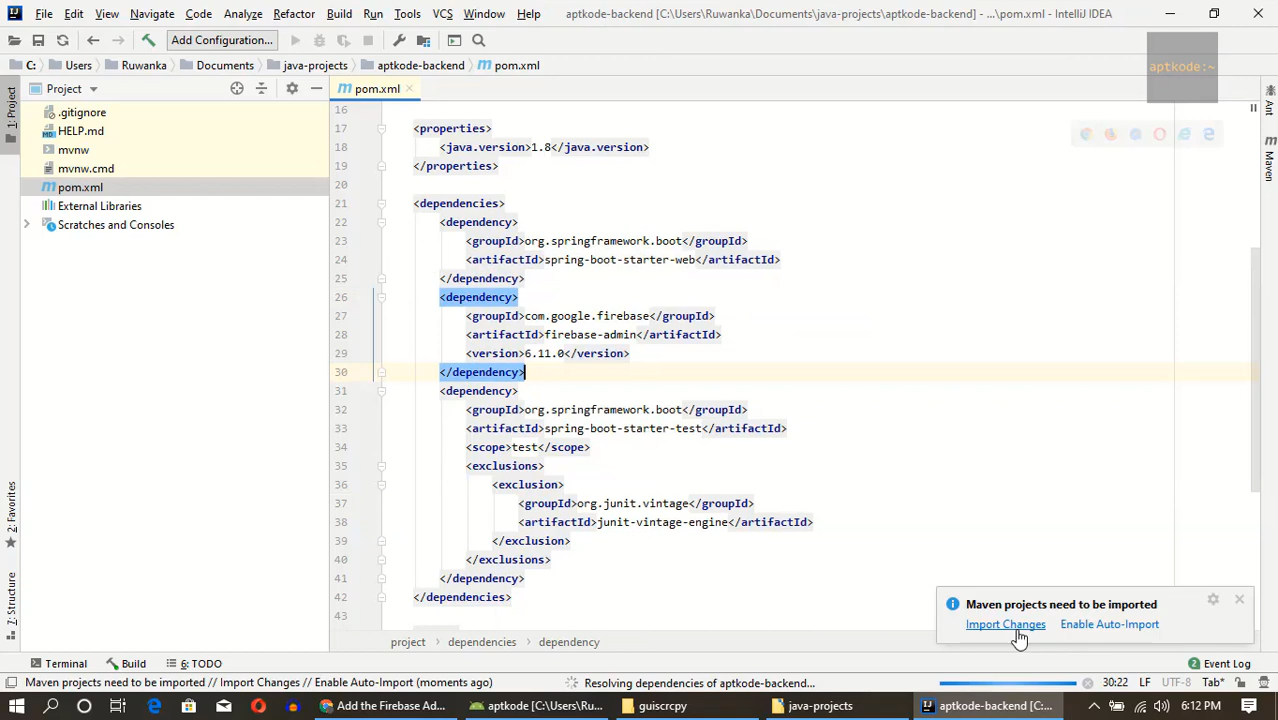 File Edit View Navigate Code Analyze Refactor Build Run Tools VCS Window Help aptkode-backend [C:\Users\Ruwanka\Documents\java-projects\aptkode-backend] - ...\pom.xml - IntelliJ IDEA
Add Configuration...
C: Users Ruwanka Documents java-projects aptkode-backend pom.xml
aptkode:~
1: Project
Project
pom.xml
Ant
Maven
.gitignore
HELP.md
mvnw
mvnw.cmd
pom.xml
External Libraries
Scratches and Consoles
16
17 <properties>
18 <java.version>1.8</java.version>
19 </properties>
20
21 <dependencies>
22 <dependency>
23 <groupId>org.springframework.boot</groupId>
24 <artifactId>spring-boot-starter-web</artifactId>
25 </dependency>
26 <dependency>
27 <groupId>com.google.firebase</groupId>
28 <artifactId>firebase-admin</artifactId>
29 <version>6.11.0</version>
30 </dependency>
31 <dependency>
32 <groupId>org.springframework.boot</groupId>
33 <artifactId>spring-boot-starter-test</artifactId>
34 <scope>test</scope>
35 <exclusions>
36 <exclusion>
37 <groupId>org.junit.vintage</groupId>
38 <artifactId>junit-vintage-engine</artifactId>
39 </exclusion>
40 </exclusions>
41 </dependency>
42 </dependencies>
43
2: Favorites
7: Structure
Maven projects need to be imported
Import Changes Enable Auto-Import
project dependencies dependency
Terminal Build 6: TODO 2 Event Log
Maven projects need to be imported // Import Changes // Enable Auto-Import (moments ago) Resolving dependencies of aptkode-backend... 30:22 LF UTF-8 Tab*
Add the Firebase Ad... aptkode [C:\Users\Ru... guiscrcpy java-projects aptkode-backend [C:... 6:12 PM